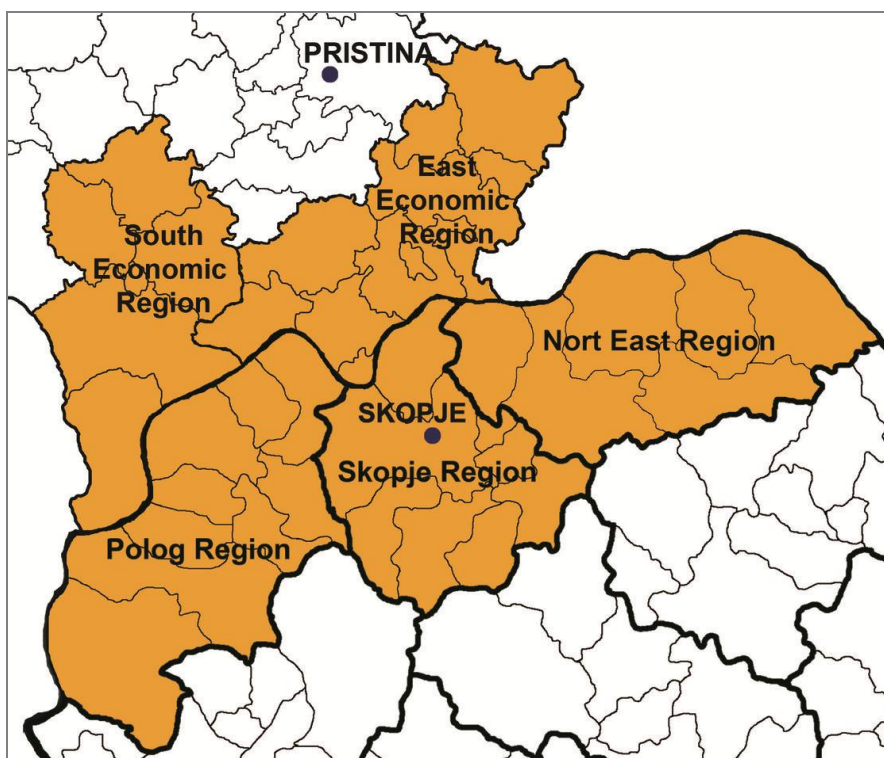 PRISTINA
East
Economic
Region
South
Economic
Region
Nort East Region
SKOPJE
Skopje Region
Polog Region